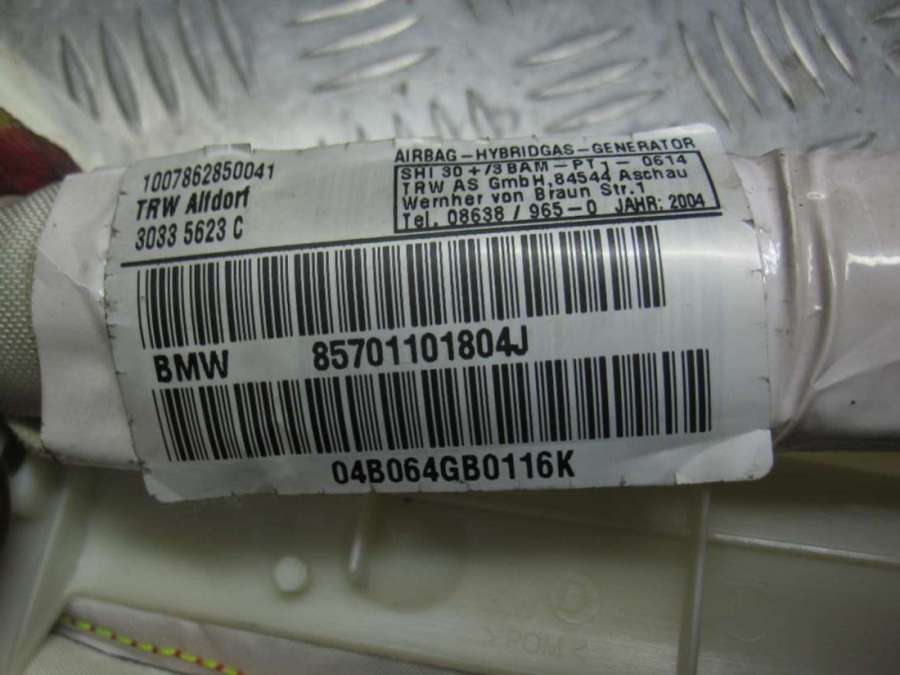 1007862850041
TRW Alfdorf
3033 5623 C
AIRBAG-HYBRIDGAS-GENERATOR
SHI 30 +/3 BAM - PT1 - 0614
TRW AS GmbH, 84544 Aschau
Wernher von Braun Str.1
Tel. 08638 / 965-0 JAHR: 2004
BMW 85701101804J
04B064GB0116K
>POM<